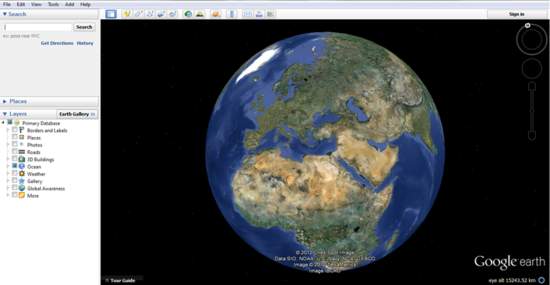 File Edit View Tools Add Help
Search
Sign in
Search
ex: pizza near NYC
Get Directions History
Places
Layers
Earth Gallery
Primary Database
Borders and Labels
Places
Photos
Roads
3D Buildings
Ocean
Weather
Gallery
Global Awareness
More
N
© 2012 Cnes/Spot Image
Data SIO, NOAA, U.S. Navy, NGA, GEBCO
Image © 2012 TerraMetrics
Image IBCAO
Google earth
Tour Guide
eye alt 15243.52 km